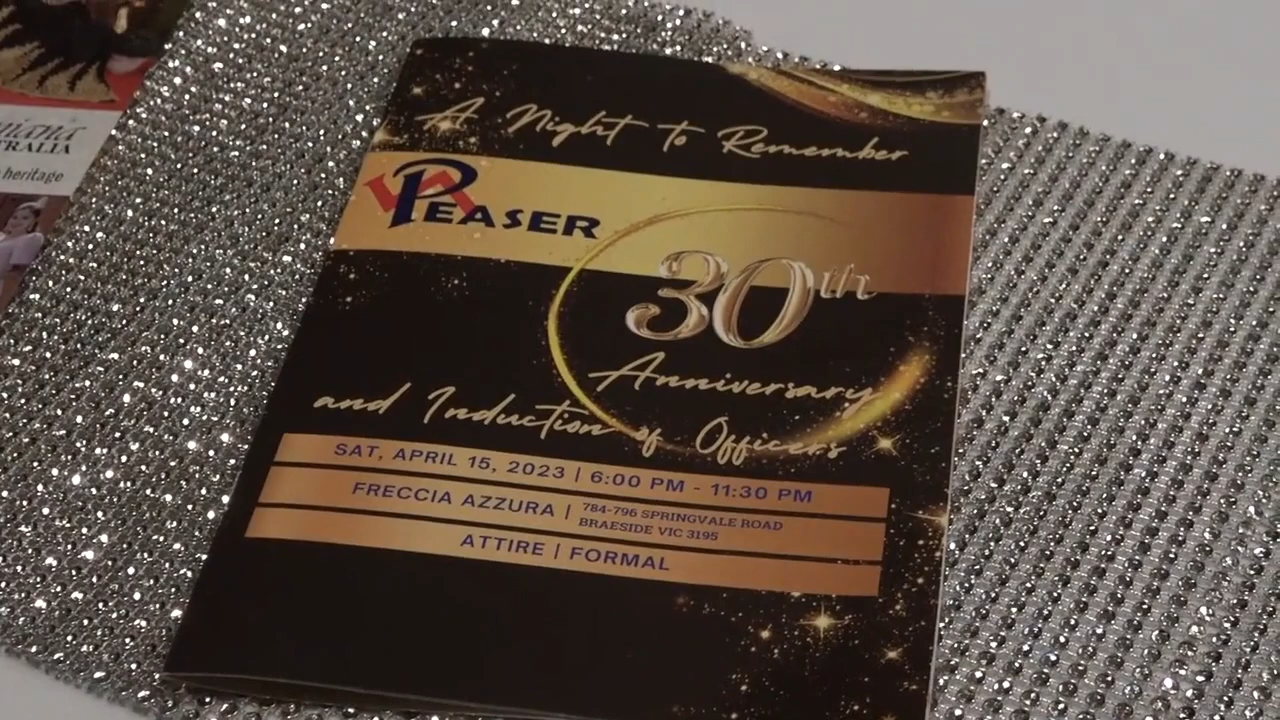 A Night to Remember
PEASER
30th
Anniversary
and Induction of Officers
SAT, APRIL 15, 2023 | 6:00 PM - 11:30 PM
FRECCIA AZZURA | 784-796 SPRINGVALE ROAD
BRAESIDE VIC 3195
ATTIRE | FORMAL
heritage